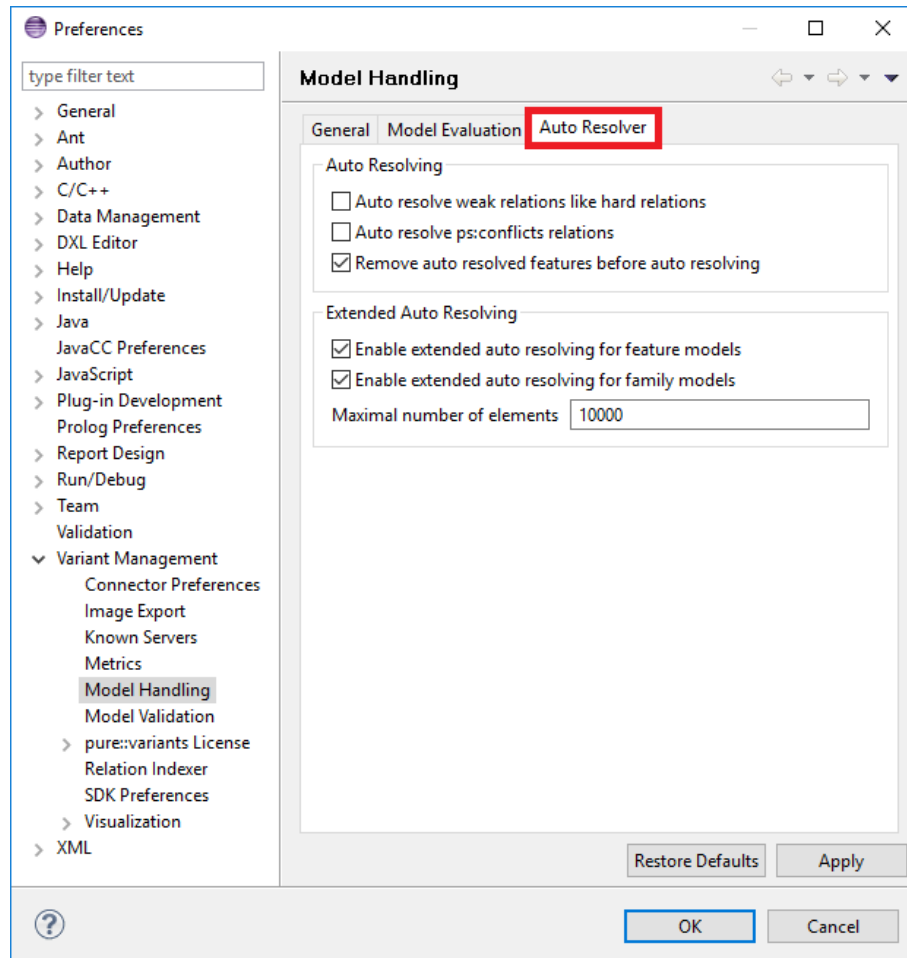 Preferences
type filter text
General
Ant
Author
C/C++
Data Management
DXL Editor
Help
Install/Update
Java
JavaCC Preferences
JavaScript
Plug-in Development
Prolog Preferences
Report Design
Run/Debug
Team
Validation
Variant Management
Connector Preferences
Image Export
Known Servers
Metrics
Model Handling
Model Validation
pure::variants License
Relation Indexer
SDK Preferences
Visualization
XML
Model Handling
General Model Evaluation Auto Resolver
Auto Resolving
Auto resolve weak relations like hard relations
Auto resolve ps:conflicts relations
Remove auto resolved features before auto resolving
Extended Auto Resolving
Enable extended auto resolving for feature models
Enable extended auto resolving for family models
Maximal number of elements 10000
Restore Defaults Apply
? OK Cancel